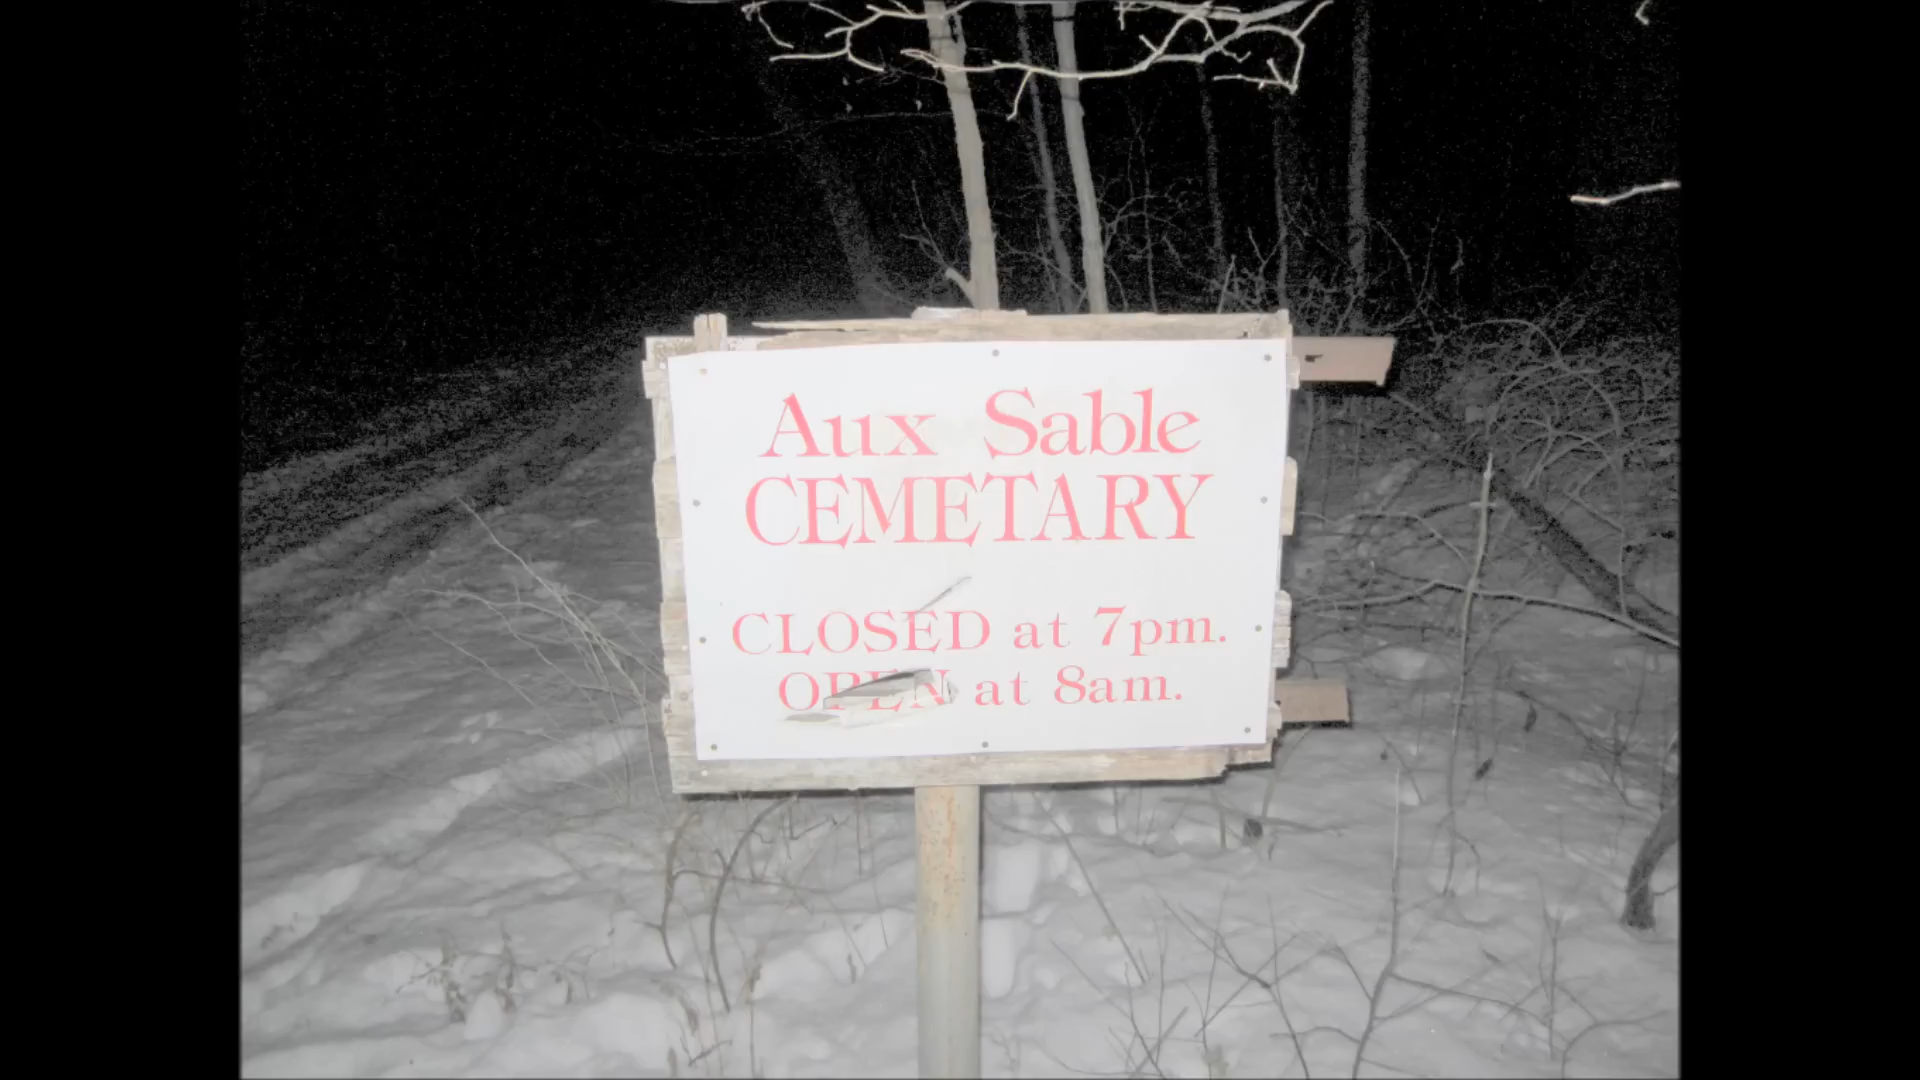 Aux Sable
CEMETARY
CLOSED at 7pm.
OPEN at 8am.